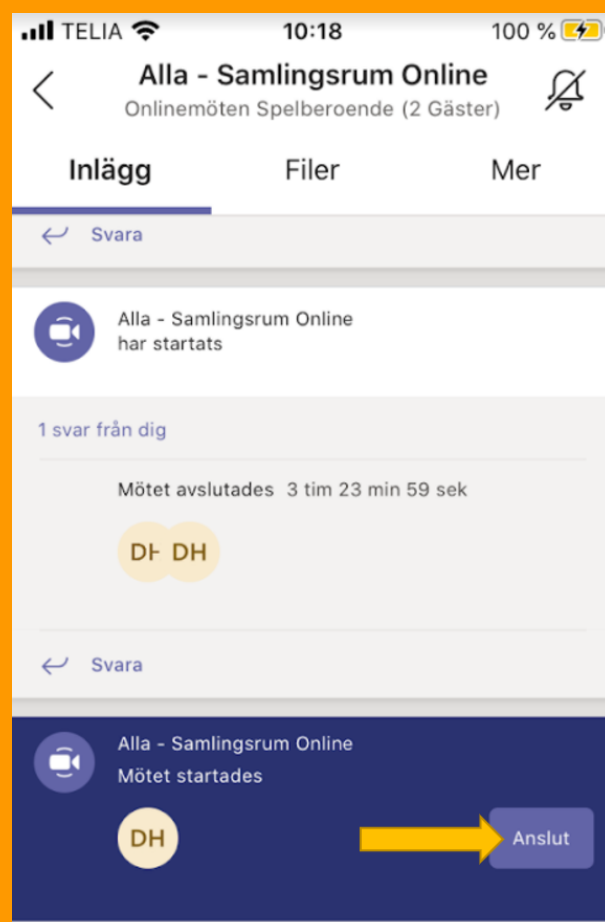 TELIA 10:18 100 %
Alla - Samlingsrum Online
Onlinemöten Spelberoende (2 Gäster)
Inlägg Filer Mer
Svara
Alla - Samlingsrum Online
har startats
1 svar från dig
Mötet avslutades 3 tim 23 min 59 sek
DH DH
Svara
Alla - Samlingsrum Online
Mötet startades
DH Anslut